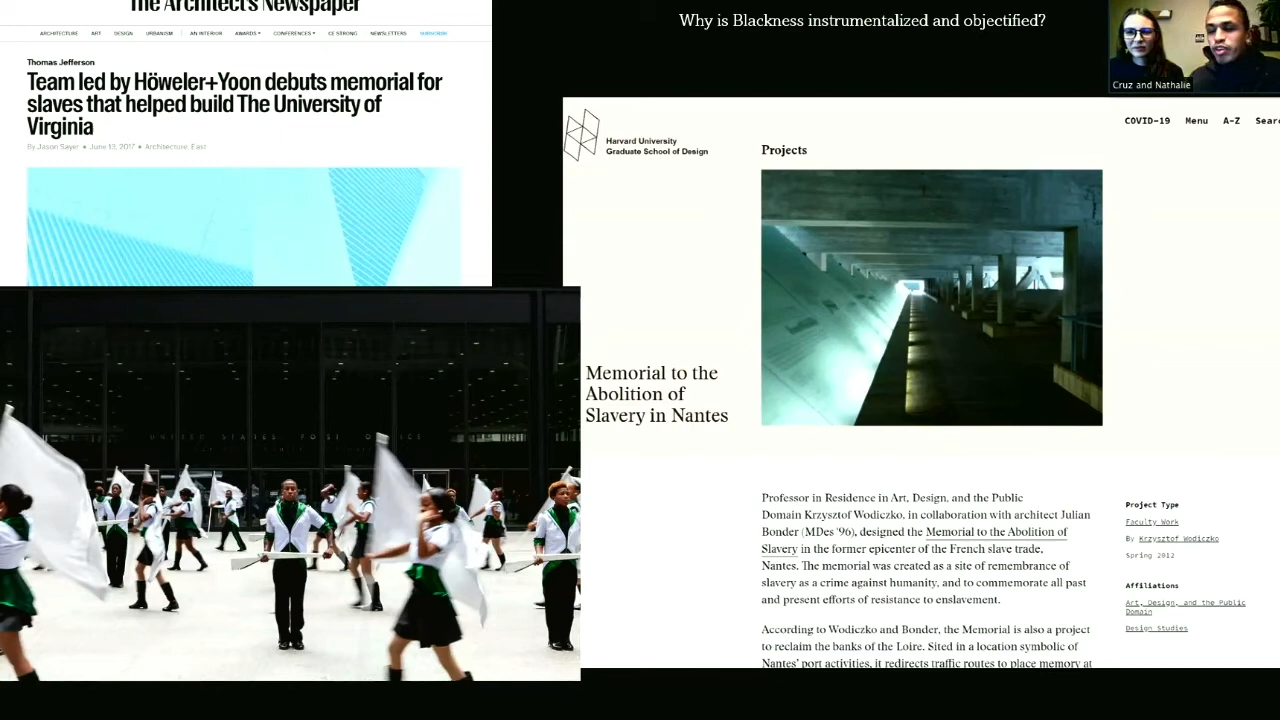 The Architect's Newspaper
ARCHITECTURE ART DESIGN URBANISM AN INTERIOR AWARDS CONFERENCES CE STRONG NEWSLETTERS SUBSCRIBE
Thomas Jefferson
Team led by Höweler+Yoon debuts memorial for
slaves that helped build The University of
Virginia
By Jason Sayer • June 13, • Architecture, East
Why is Blackness instrumentalized and objectified?
Cruz and Nathalie
COVID-19 Menu A-Z Sear
Harvard University
Graduate School of Design
Projects
Memorial to the
Abolition of
Slavery in Nantes
Professor in Residence in Art, Design, and the Public
Domain Krzysztof Wodiczko, in collaboration with architect Julian
Bonder (MDes '96), designed the Memorial to the Abolition of
Slavery in the former epicenter of the French slave trade,
Nantes. The memorial was created as a site of remembrance of
slavery as a crime against humanity, and to commemorate all past
and present efforts of resistance to enslavement.
According to Wodiczko and Bonder, the Memorial is also a project
to reclaim the banks of the Loire. Sited in a location symbolic of
Nantes' port activities, it redirects traffic routes to place memory at
Project Type
Faculty Work
By Krzysztof Wodiczko
Spring 2012
Affiliations
Art, Design, and the Public
Domain
Design Studies
UNITED STATES POST OFFICE